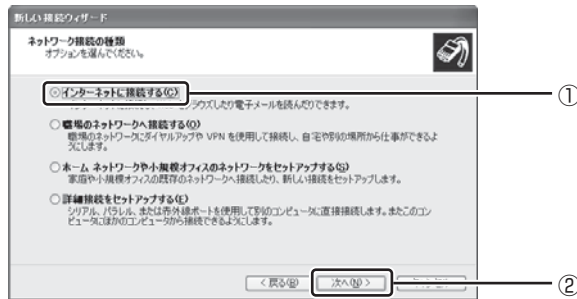 新しい接続ウィザード
ネットワーク接続の種類
オプションを選んでください。
インターネットに接続する(C)
①
ラウズしたり電子メールを読んだりできます。
職場のネットワークへ接続する(O)
職場のネットワークにダイヤルアップや VPN を使用して接続し、自宅や別の場所から仕事ができるよ
うにします。
ホーム ネットワークや小規模オフィスのネットワークをセットアップする(S)
家庭や小規模オフィスの既存のネットワークへ接続したり、新しい接続をセットアップします。
詳細接続をセットアップする(E)
シリアル、パラレル、または赤外線ポートを使用して別のコンピュータに直接接続します。またこのコン
ピュータにほかのコンピュータから接続できるようにします。
< 戻る(B) 次へ(N) >
②